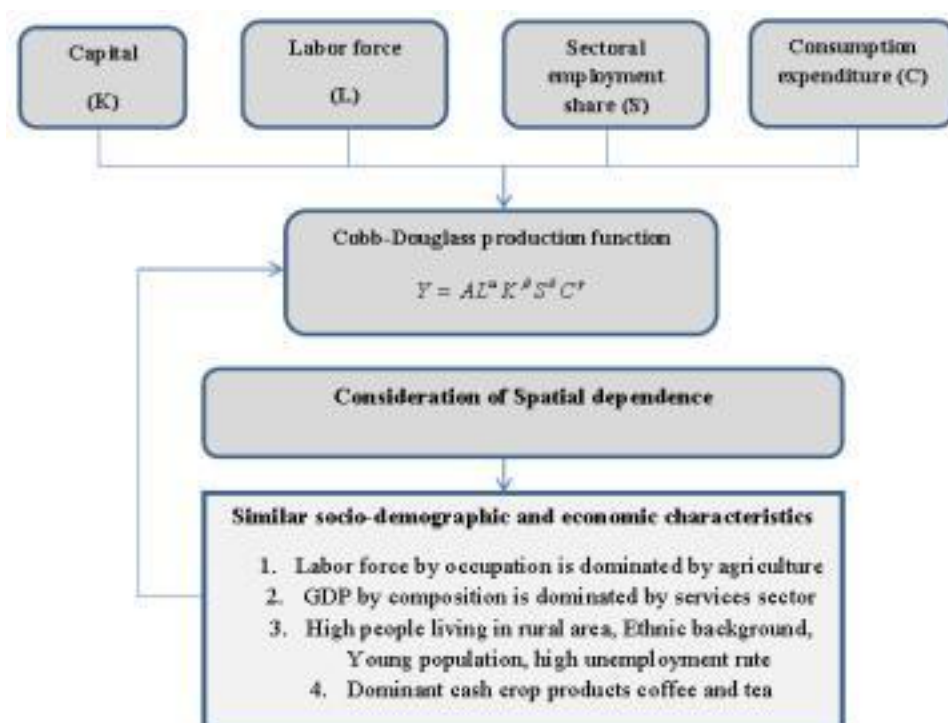 Capital
(K)
Labor force
(L)
Sectoral
employment
share (S)
Consumption
expenditure (C)
Cobb-Douglass production function
Y = AL^α K^β S^δ C^γ
Consideration of Spatial dependence
Similar socio-demographic and economic characteristics
1. Labor force by occupation is dominated by agriculture
2. GDP by composition is dominated by services sector
3. High people living in rural area, Ethnic background,
Young population, high unemployment rate
4. Dominant cash crop products coffee and tea